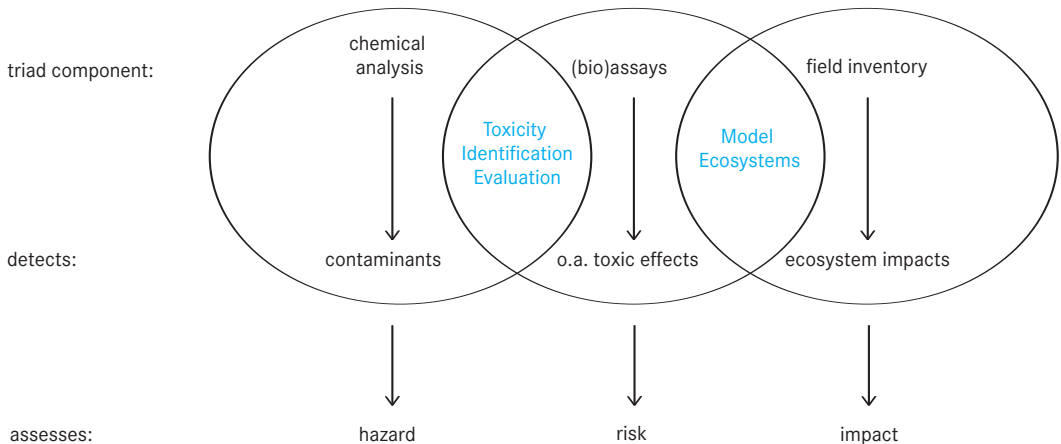 triad component:
chemical
analysis
(bio)assays
field inventory
Toxicity
Identification
Evaluation
Model
Ecosystems
detects:
contaminants
o.a. toxic effects
ecosystem impacts
assesses:
hazard
risk
impact